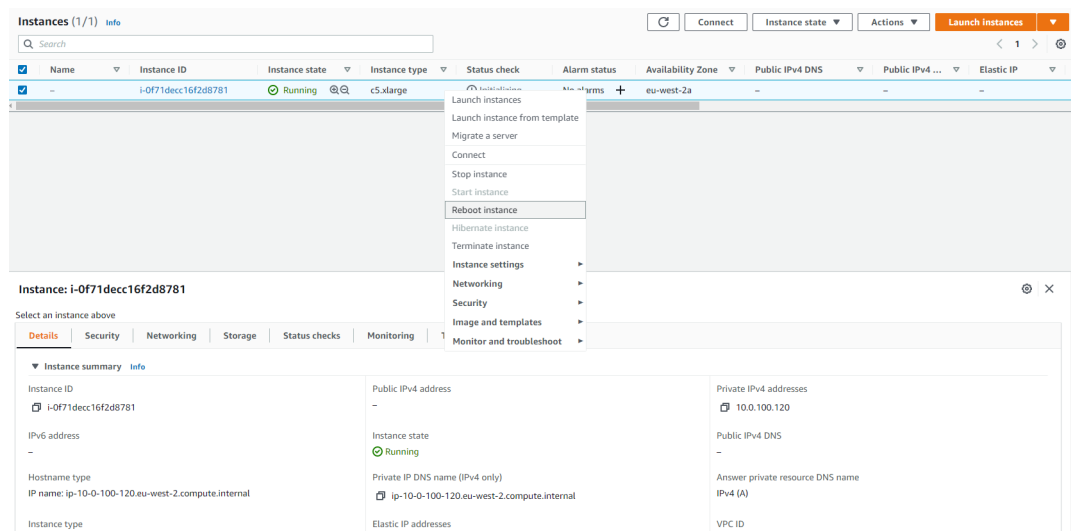 Instances (1/1) Info
Connect
Instance state ▼
Actions ▼
Launch instances ▼
Search
< 1 >
Name
Instance ID
Instance state
Instance type
Status check
Alarm status
Availability Zone
Public IPv4 DNS
Public IPv4 ...
Elastic IP
– i-0f71decc16f2d8781 Running c5.xlarge Initializing No alarms + eu-west-2a – – –
Launch instances
Launch instance from template
Migrate a server
Connect
Stop instance
Start instance
Reboot instance
Hibernate instance
Terminate instance
Instance settings
Networking
Security
Image and templates
Monitor and troubleshoot
Instance: i-0f71decc16f2d8781
Select an instance above
Details
Security
Networking
Storage
Status checks
Monitoring
▼ Instance summary Info
Instance ID
i-0f71decc16f2d8781
Public IPv4 address
–
Private IPv4 addresses
10.0.100.120
IPv6 address
–
Instance state
Running
Public IPv4 DNS
–
Hostname type
IP name: ip-10-0-100-120.eu-west-2.compute.internal
Private IP DNS name (IPv4 only)
ip-10-0-100-120.eu-west-2.compute.internal
Answer private resource DNS name
IPv4 (A)
Instance type
Elastic IP addresses
VPC ID